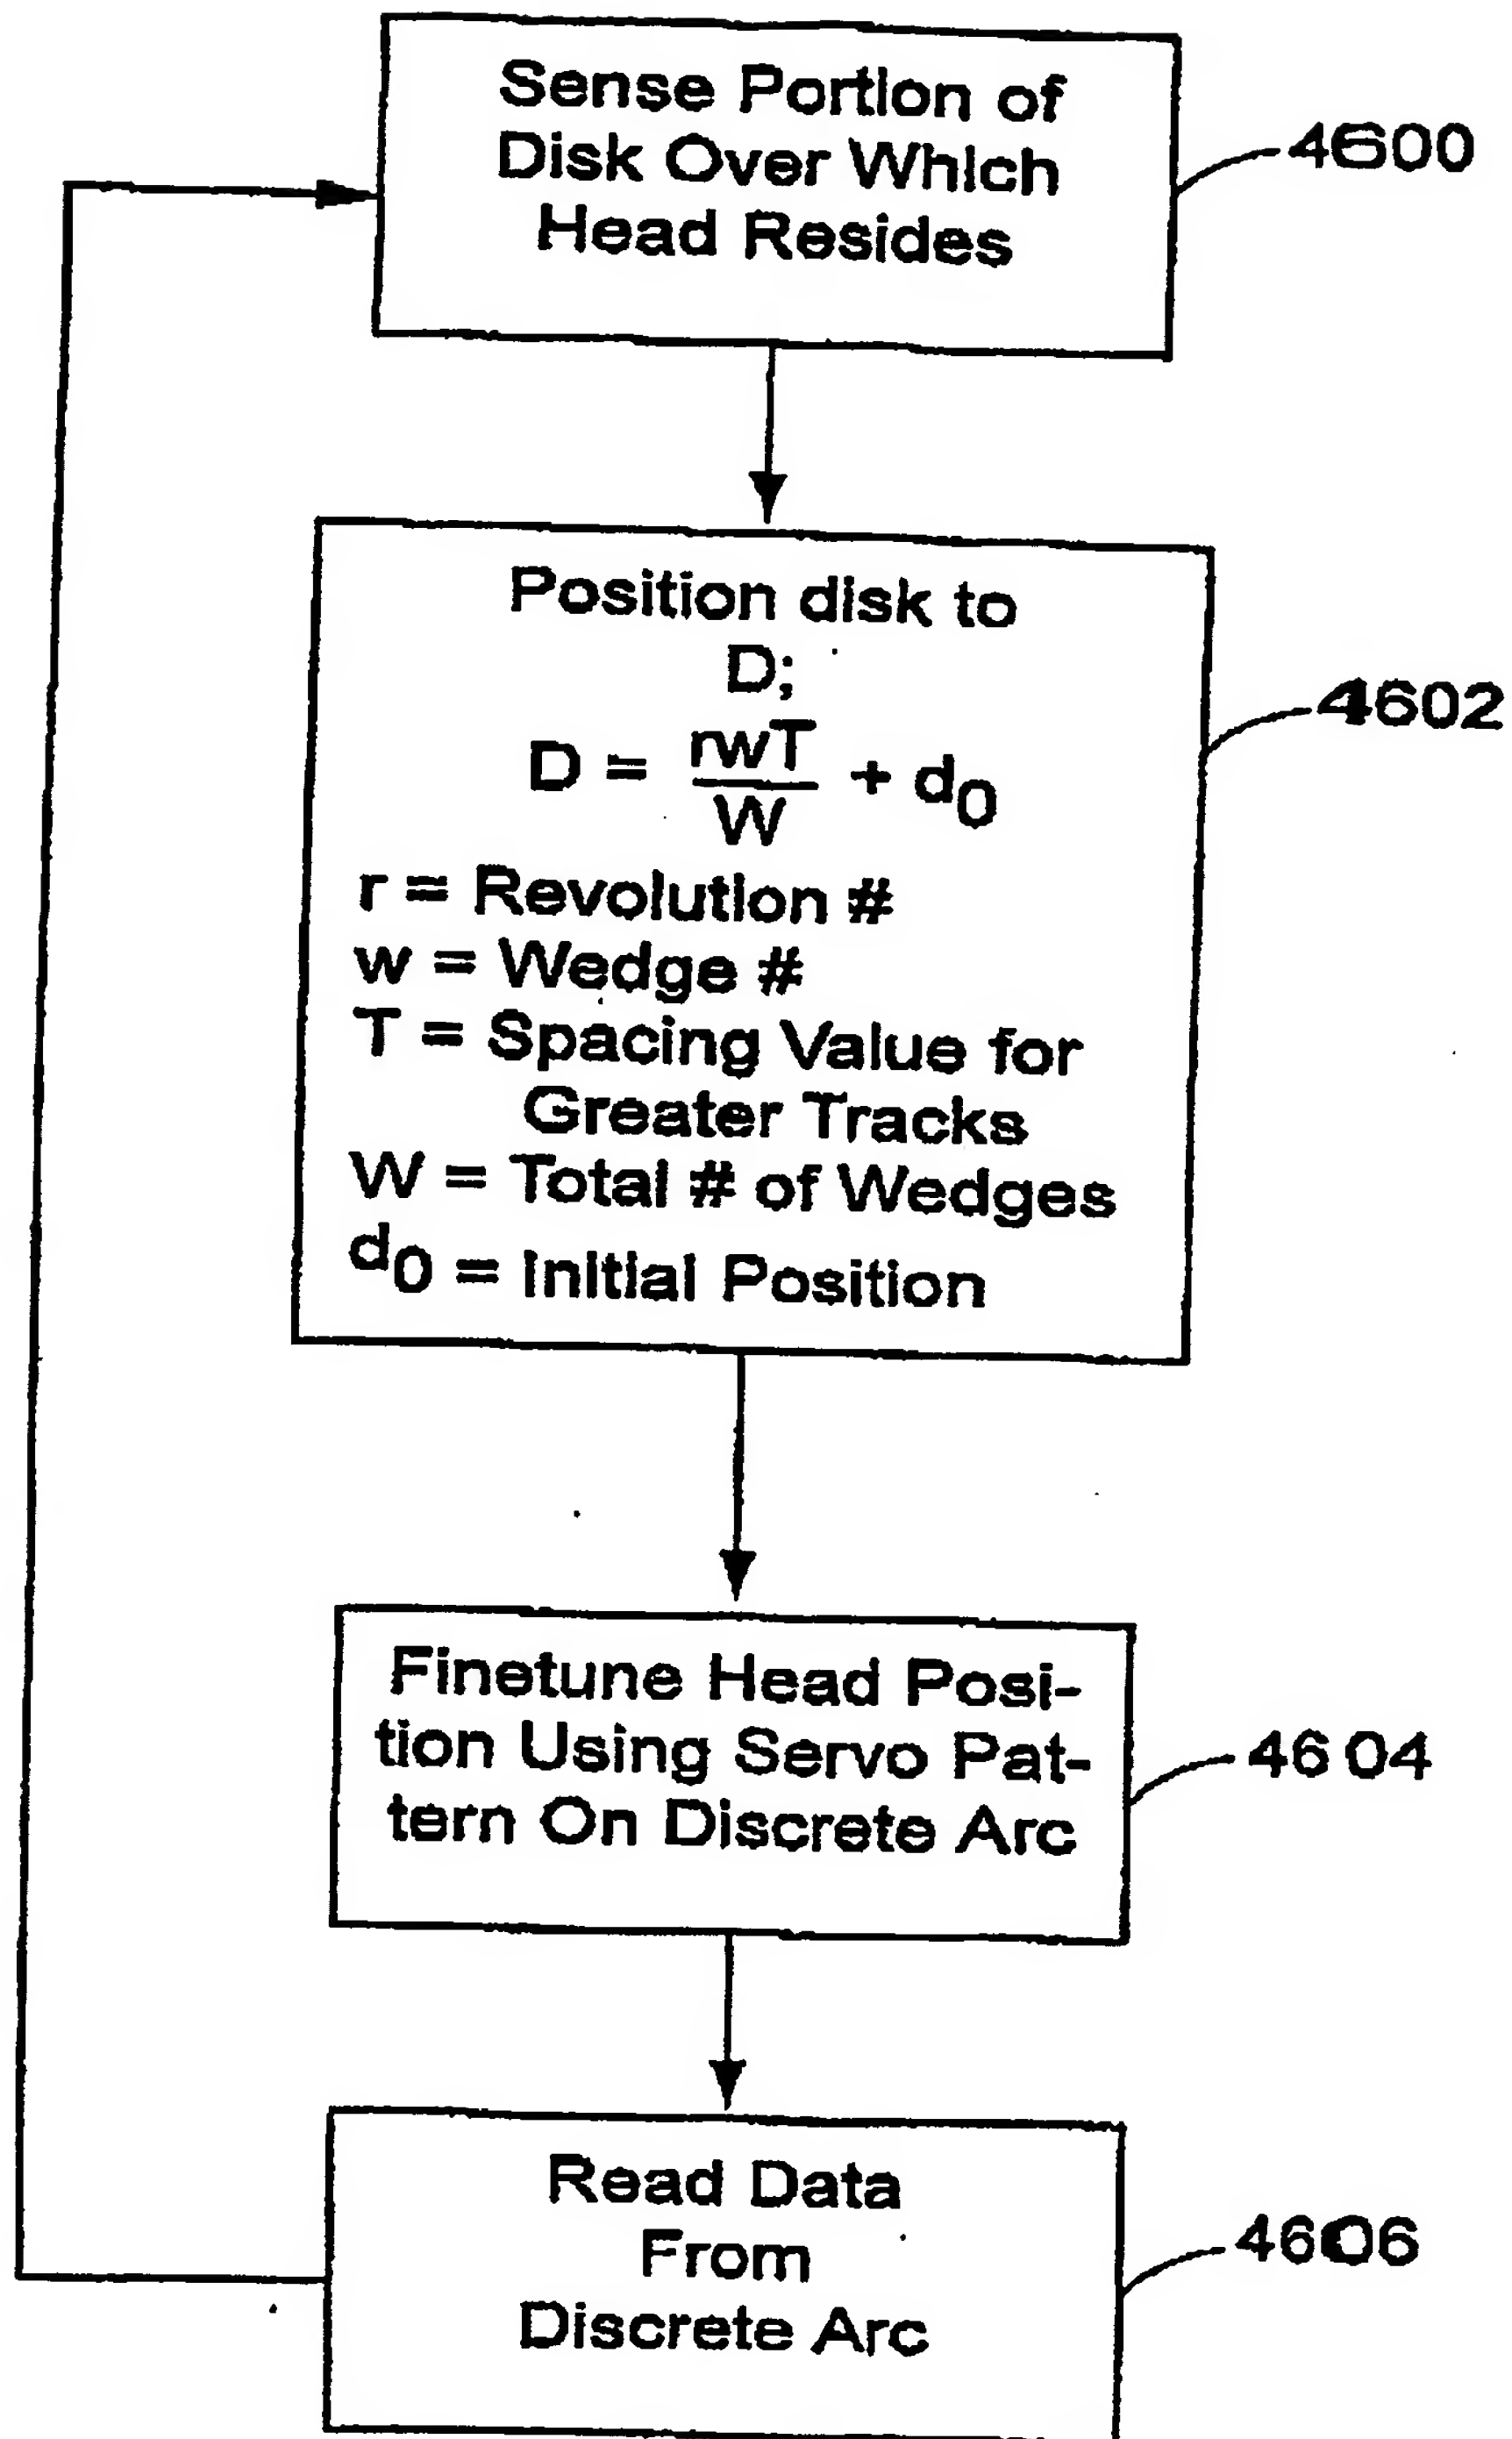 Sense Portion of
Disk Over Which
Head Resides
4600
Position disk to
D;
D = rwT/W + d0
r = Revolution #
w = Wedge #
T = Spacing Value for
Greater Tracks
W = Total # of Wedges
d0 = Initial Position
4602
Finetune Head Posi-
tion Using Servo Pat-
tern On Discrete Arc
4604
Read Data
From
Discrete Arc
4606